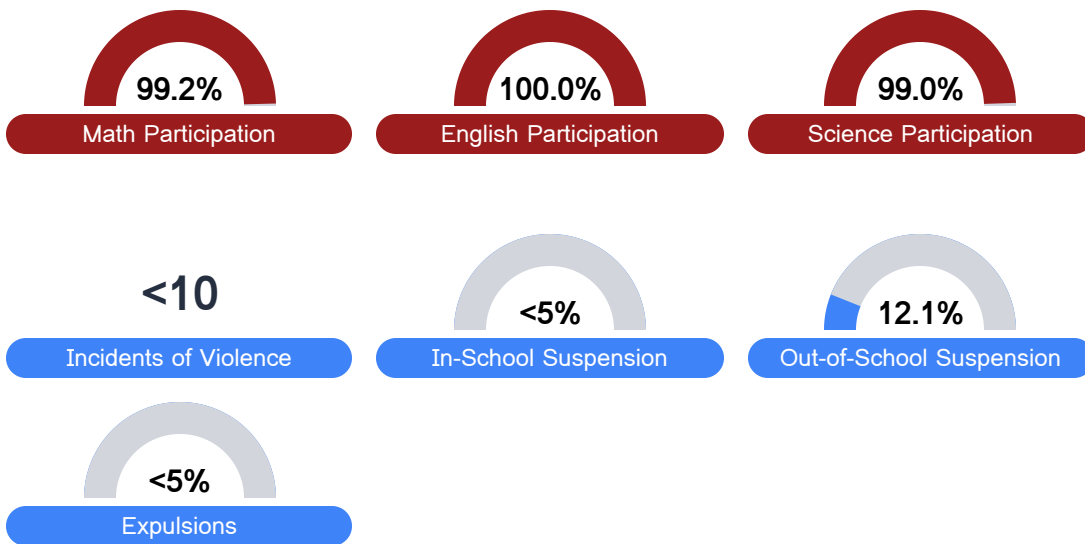 99.2%
Math Participation
100.0%
English Participation
99.0%
Science Participation
<10
Incidents of Violence
<5%
In-School Suspension
12.1%
Out-of-School Suspension
<5%
Expulsions